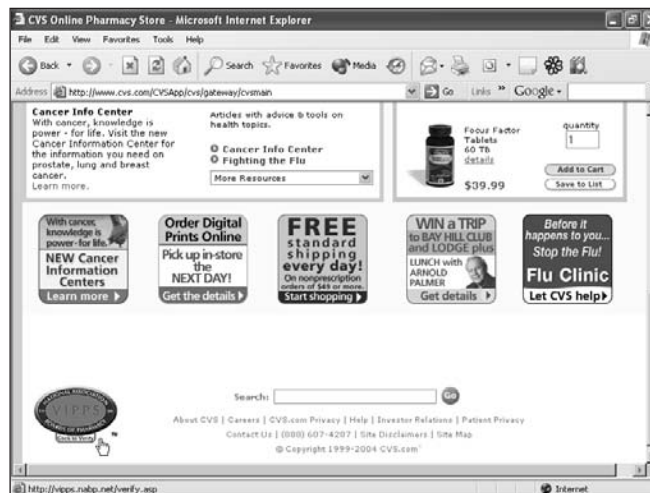 CVS Online Pharmacy Store - Microsoft Internet Explorer
File Edit View Favorites Tools Help
Back Search Favorites Media
Address http://www.cvs.com/CVSApp/cvs/gateway/cvsmain Go Links » Google
Cancer Info Center
With cancer, knowledge is
power - for life. Visit the new
Cancer Information Center for
the information you need on
prostate, lung and breast
cancer.
Learn more.
Articles with advice & tools on
health topics.
Cancer Info Center
Fighting the Flu
More Resources
Focus Factor
Tablets
60 TB
details
$39.99
quantity
1
Add to Cart
Save to List
With cancer,
knowledge is
power-for life.
NEW Cancer
Information
Centers
Learn more
Order Digital
Prints Online
Pick up in-store
the
NEXT DAY!
Get the details
FREE
standard
shipping
every day!
On nonprescription
orders of $49 or more.
Start shopping
WIN a TRIP
to BAY HILL CLUB
and LODGE plus
LUNCH with
ARNOLD
PALMER
Get details
Before it
happens to you...
Stop the Flu!
Flu Clinic
Let CVS help
NATIONAL ASSOCIATION
VIPPS
BOARDS OF PHARMACY
Click to Verify
TM
Search: Go
About CVS | Careers | CVS.com Privacy | Help | Investor Relations | Patient Privacy
Contact Us | (888) 607-4287 | Site Disclaimers | Site Map
© Copyright 1999-2004 CVS.com
http://vipps.nabp.net/verify.asp Internet